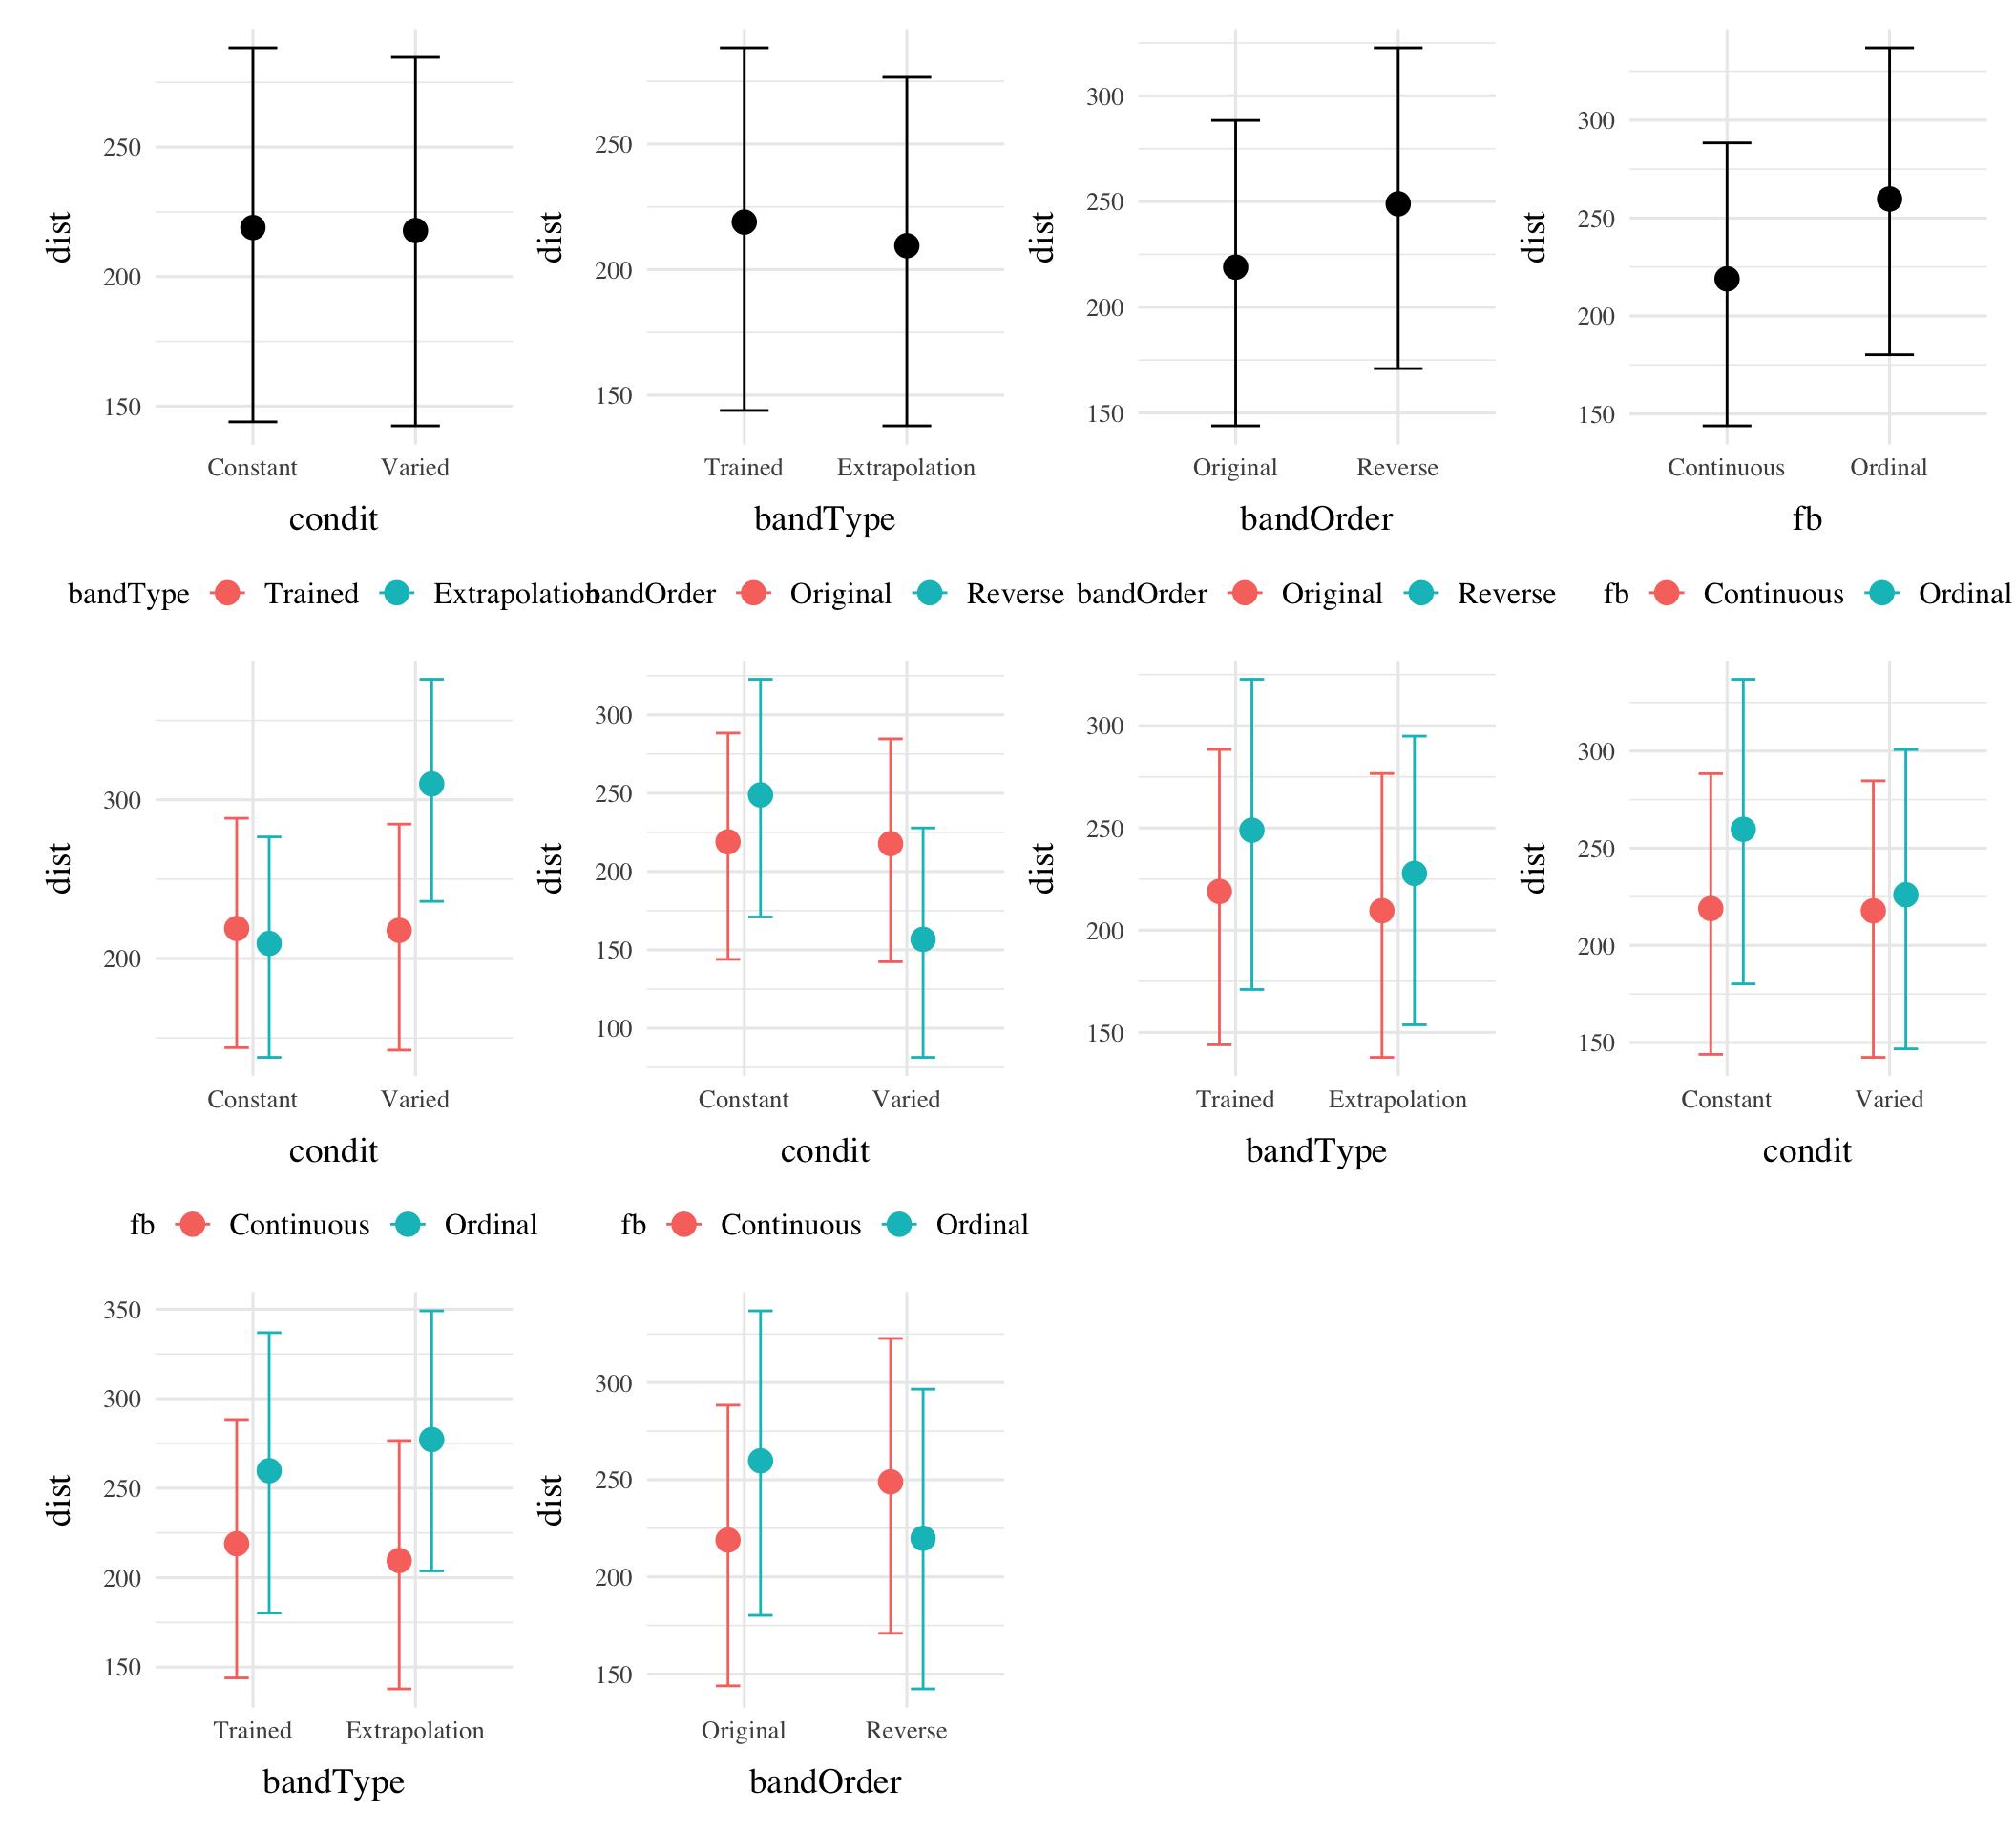 250
200
150
dist
Constant
Varied
condit
250
200
150
dist
Trained
Extrapolation
bandType
300
250
200
150
dist
Original
Reverse
bandOrder
300
250
200
150
dist
Continuous
Ordinal
fb
bandType Trained Extrapolation
300
200
dist
Constant
Varied
condit
bandOrder Original Reverse
300
250
200
150
100
dist
Constant
Varied
condit
bandOrder Original Reverse
300
250
200
150
dist
Trained
Extrapolation
bandType
fb Continuous Ordinal
300
250
200
150
dist
Constant
Varied
condit
fb Continuous Ordinal
350
300
250
200
150
dist
Trained
Extrapolation
bandType
fb Continuous Ordinal
300
250
200
150
dist
Original
Reverse
bandOrder